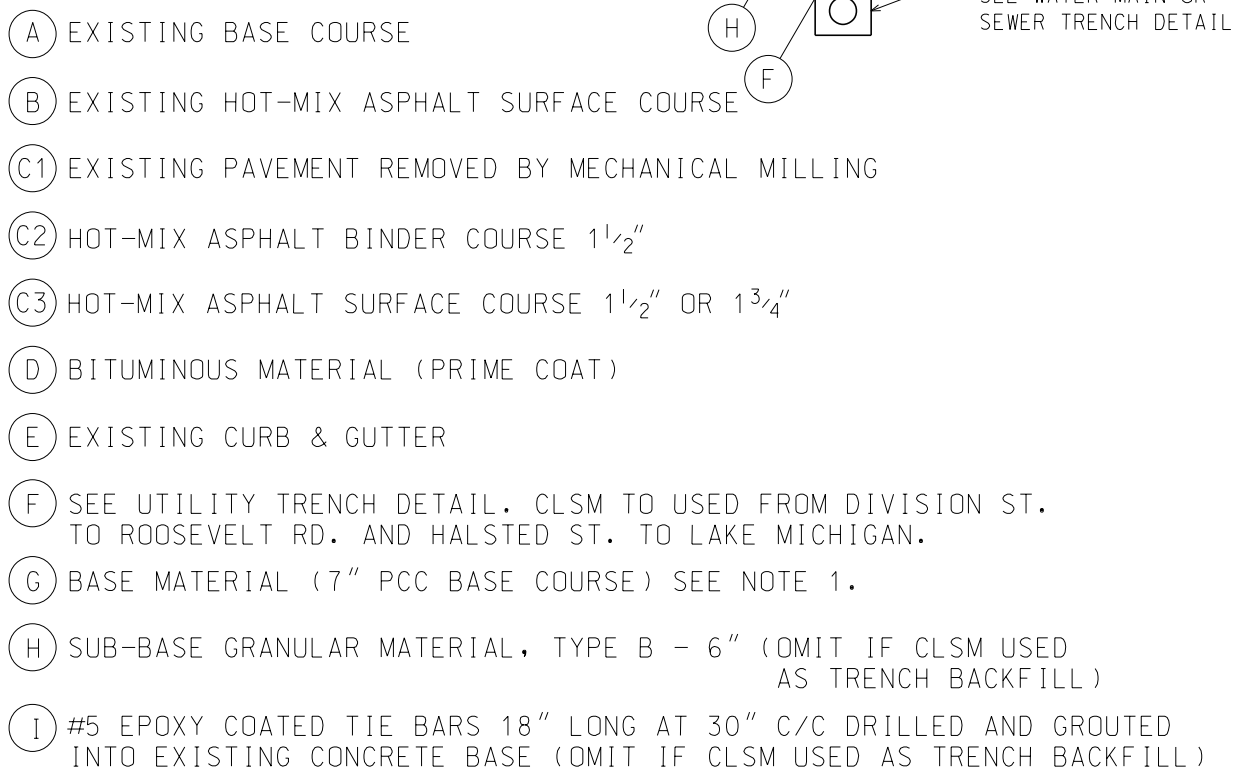 SEE WATER MAIN OR
SEWER TRENCH DETAIL
H
F
A EXISTING BASE COURSE
B EXISTING HOT-MIX ASPHALT SURFACE COURSE
C1 EXISTING PAVEMENT REMOVED BY MECHANICAL MILLING
C2 HOT-MIX ASPHALT BINDER COURSE 1 1/2"
C3 HOT-MIX ASPHALT SURFACE COURSE 1 1/2" OR 1 3/4"
D BITUMINOUS MATERIAL (PRIME COAT)
E EXISTING CURB & GUTTER
F SEE UTILITY TRENCH DETAIL. CLSM TO USED FROM DIVISION ST.
TO ROOSEVELT RD. AND HALSTED ST. TO LAKE MICHIGAN.
G BASE MATERIAL (7" PCC BASE COURSE) SEE NOTE 1.
H SUB-BASE GRANULAR MATERIAL, TYPE B - 6" (OMIT IF CLSM USED
AS TRENCH BACKFILL)
I #5 EPOXY COATED TIE BARS 18" LONG AT 30" C/C DRILLED AND GROUTED
INTO EXISTING CONCRETE BASE (OMIT IF CLSM USED AS TRENCH BACKFILL)